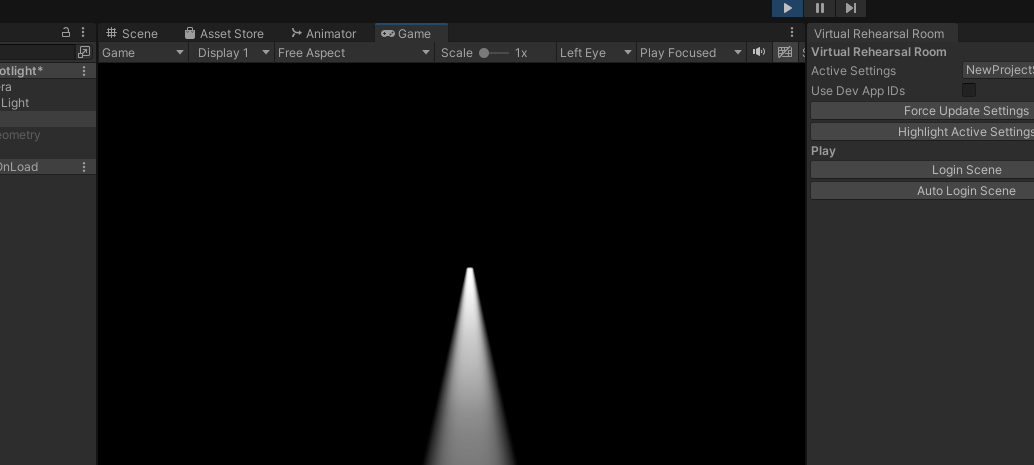 Scene Asset Store Animator Game Virtual Rehearsal Room
Game Display 1 Free Aspect Scale 1x Left Eye Play Focused Virtual Rehearsal Room
otlight* Active Settings NewProjectS
ra Use Dev App IDs
Light Force Update Settings
Highlight Active Settings
eometry
Play
OnLoad Login Scene
Auto Login Scene